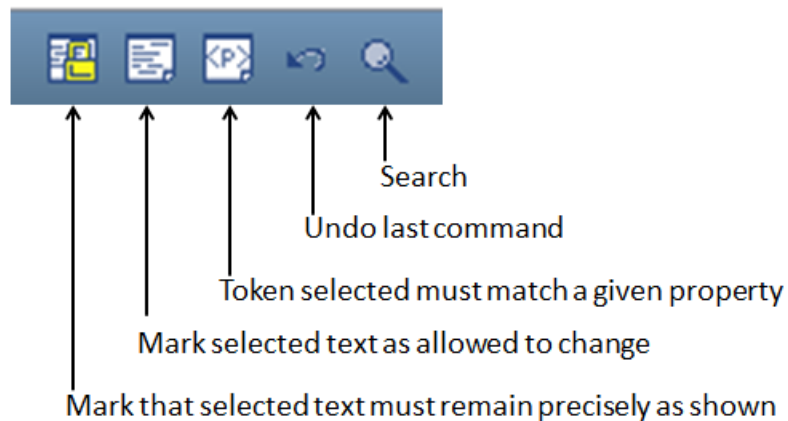 <P>
Search
Undo last command
Token selected must match a given property
Mark selected text as allowed to change
Mark that selected text must remain precisely as shown